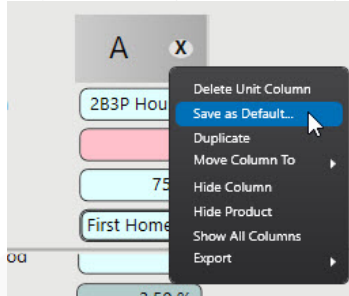 A X
2B3P Hou
75
First Home
Delete Unit Column
Save as Default...
Duplicate
Move Column To
Hide Column
Hide Product
Show All Columns
Export